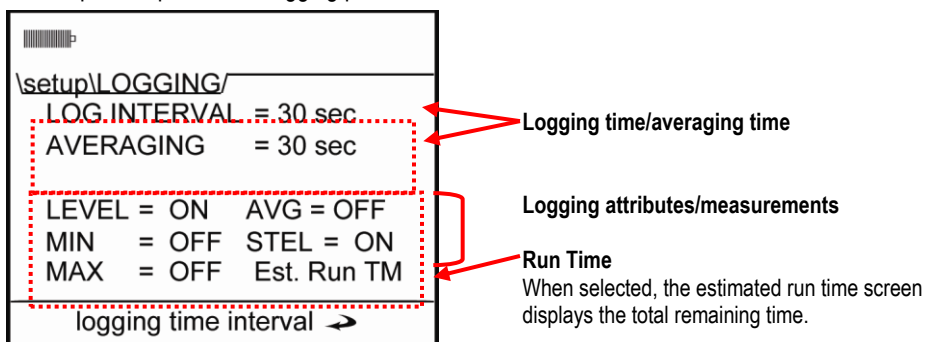 \setup\LOGGING/
LOG INTERVAL = 30 sec
AVERAGING = 30 sec
LEVEL = ON AVG = OFF
MIN = OFF STEL = ON
MAX = OFF Est. Run TM
logging time interval
Logging time/averaging time
Logging attributes/measurements
Run Time
When selected, the estimated run time screen
displays the total remaining time.